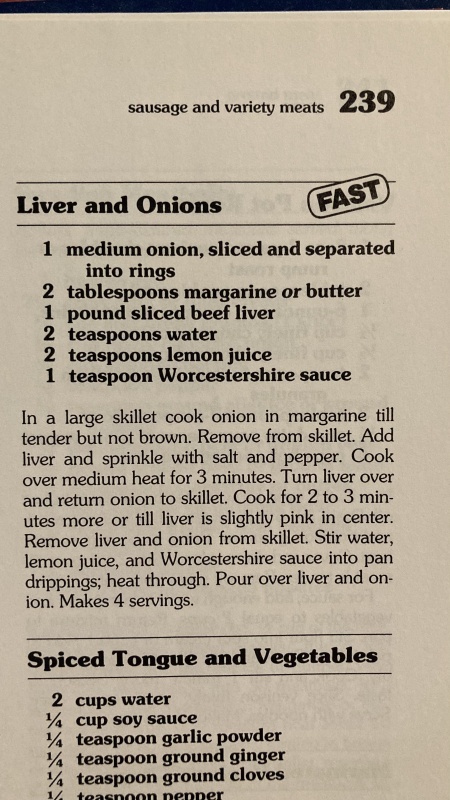 sausage and variety meats 239
Liver and Onions FAST
1 medium onion, sliced and separated
into rings
2 tablespoons margarine or butter
1 pound sliced beef liver
2 teaspoons water
2 teaspoons lemon juice
1 teaspoon Worcestershire sauce
In a large skillet cook onion in margarine till
tender but not brown. Remove from skillet. Add
liver and sprinkle with salt and pepper. Cook
over medium heat for 3 minutes. Turn liver over
and return onion to skillet. Cook for 2 to 3 min-
utes more or till liver is slightly pink in center.
Remove liver and onion from skillet. Stir water,
lemon juice, and Worcestershire sauce into pan
drippings; heat through. Pour over liver and on-
ion. Makes 4 servings.
Spiced Tongue and Vegetables
2 cups water
¼ cup soy sauce
¼ teaspoon garlic powder
¼ teaspoon ground ginger
¼ teaspoon ground cloves
¼ teaspoon pepper